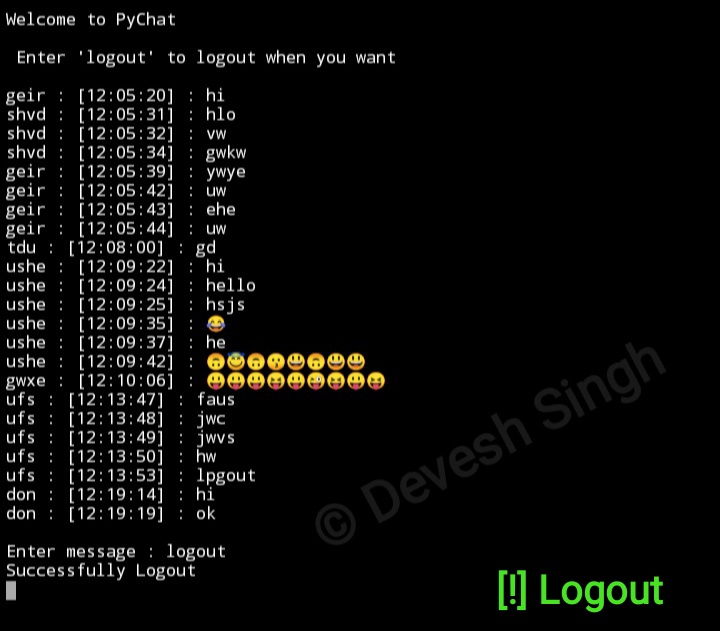 Welcome to PyChat
Enter 'logout' to logout when you want
geir : [12:05:20] : hi
shvd : [12:05:31] : hlo
shvd : [12:05:32] : vw
shvd : [12:05:34] : gwkw
geir : [12:05:39] : ywye
geir : [12:05:42] : uw
geir : [12:05:43] : ehe
geir : [12:05:44] : uw
tdu : [12:08:00] : gd
ushe : [12:09:22] : hi
ushe : [12:09:24] : hello
ushe : [12:09:25] : hsjs
ushe : [12:09:35] : 😂
ushe : [12:09:37] : he
ushe : [12:09:42] : 🙃😇🙃😗😃🙃😃😃
gwxe : [12:10:06] : 😛😛😛😝😛😜😝😛😝
ufs : [12:13:47] : faus
ufs : [12:13:48] : jwc
ufs : [12:13:49] : jwvs
ufs : [12:13:50] : hw
ufs : [12:13:53] : lpgout
don : [12:19:14] : hi
don : [12:19:19] : ok
Enter message : logout
Successfully Logout
[!] Logout
© Devesh Singh